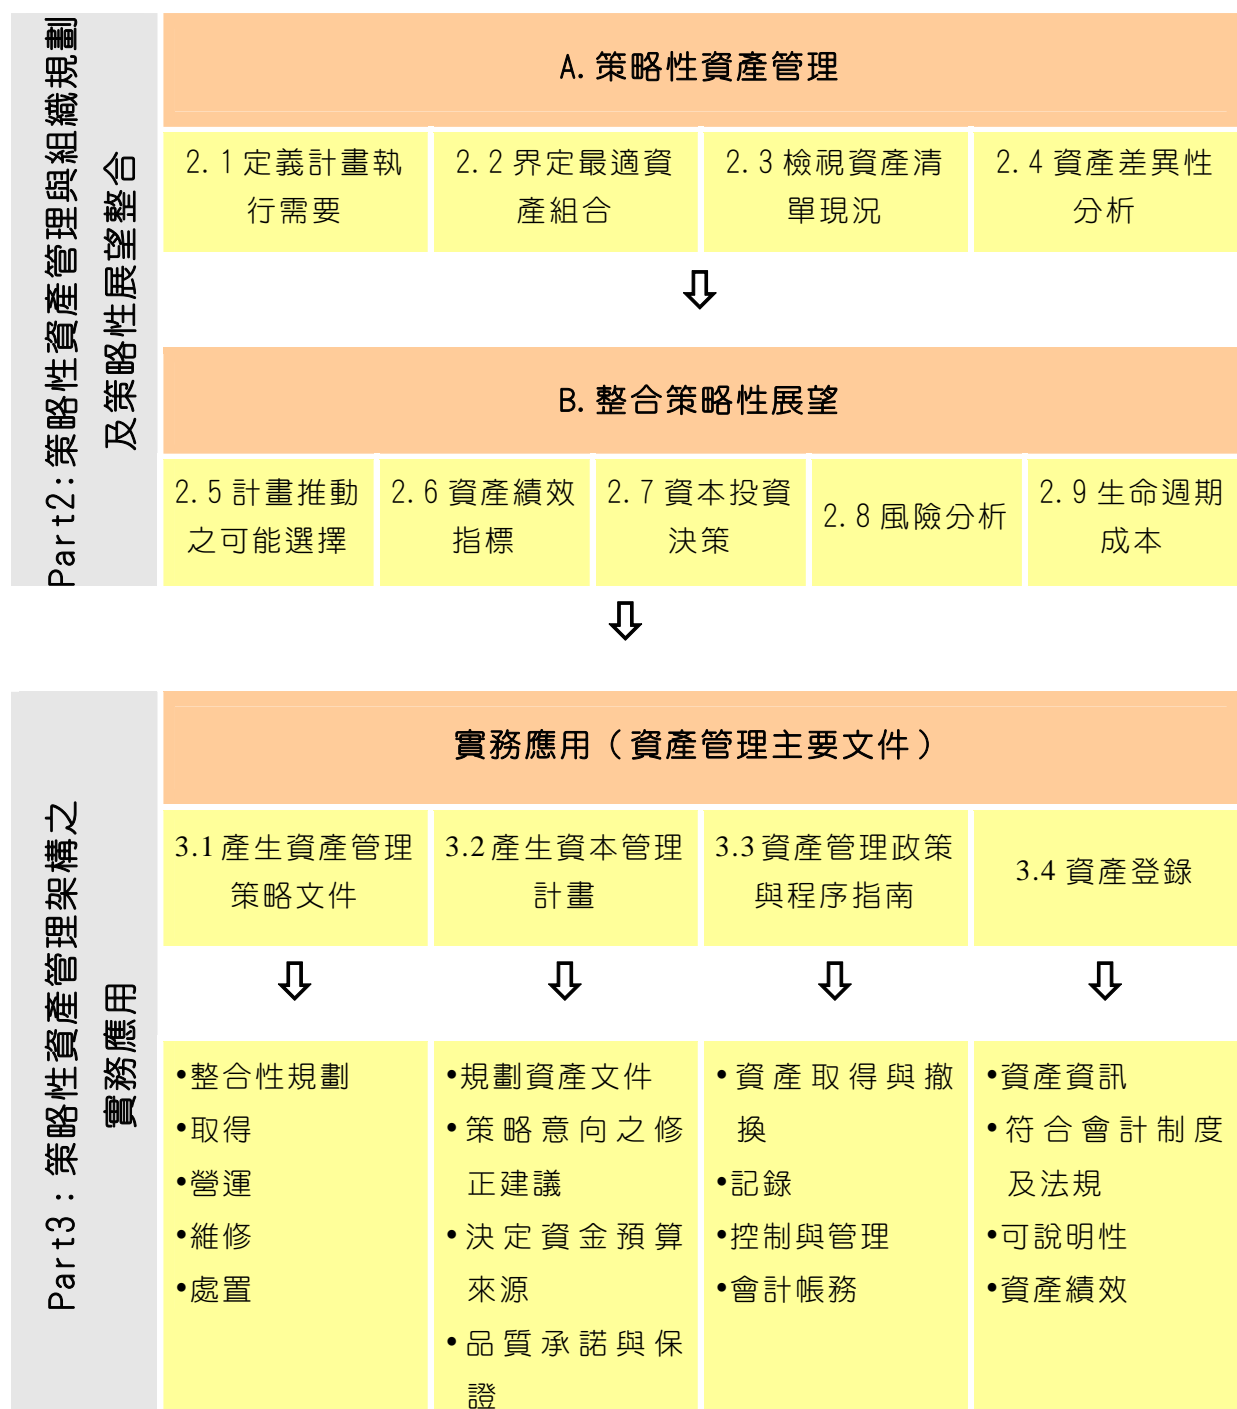 Part2:策略性資產管理與組織規劃
及策略性展望整合
A.策略性資產管理
2.1定義計畫執
行需要
2.2界定最適資
產組合
2.3檢視資產清
單現況
2.4資產差異性
分析
B.整合策略性展望
2.5計畫推動
之可能選擇
2.6資產績效
指標
2.7資本投資
決策
2.8風險分析
2.9生命週期
成本
Part3：策略性資產管理架構之
實務應用
實務應用（資產管理主要文件）
3.1產生資產管理
策略文件
3.2產生資本管理
計畫
3.3資產管理政策
與程序指南
3.4 資產登錄
•整合性規劃
•取得
•營運
•維修
•處置
•規劃資產文件
•策略意向之修
正建議
•決定資金預算
來源
•品質承諾與保
證
•資產取得與撤
換
•記錄
•控制與管理
•會計帳務
•資產資訊
•符合會計制度
及法規
•可說明性
•資產績效